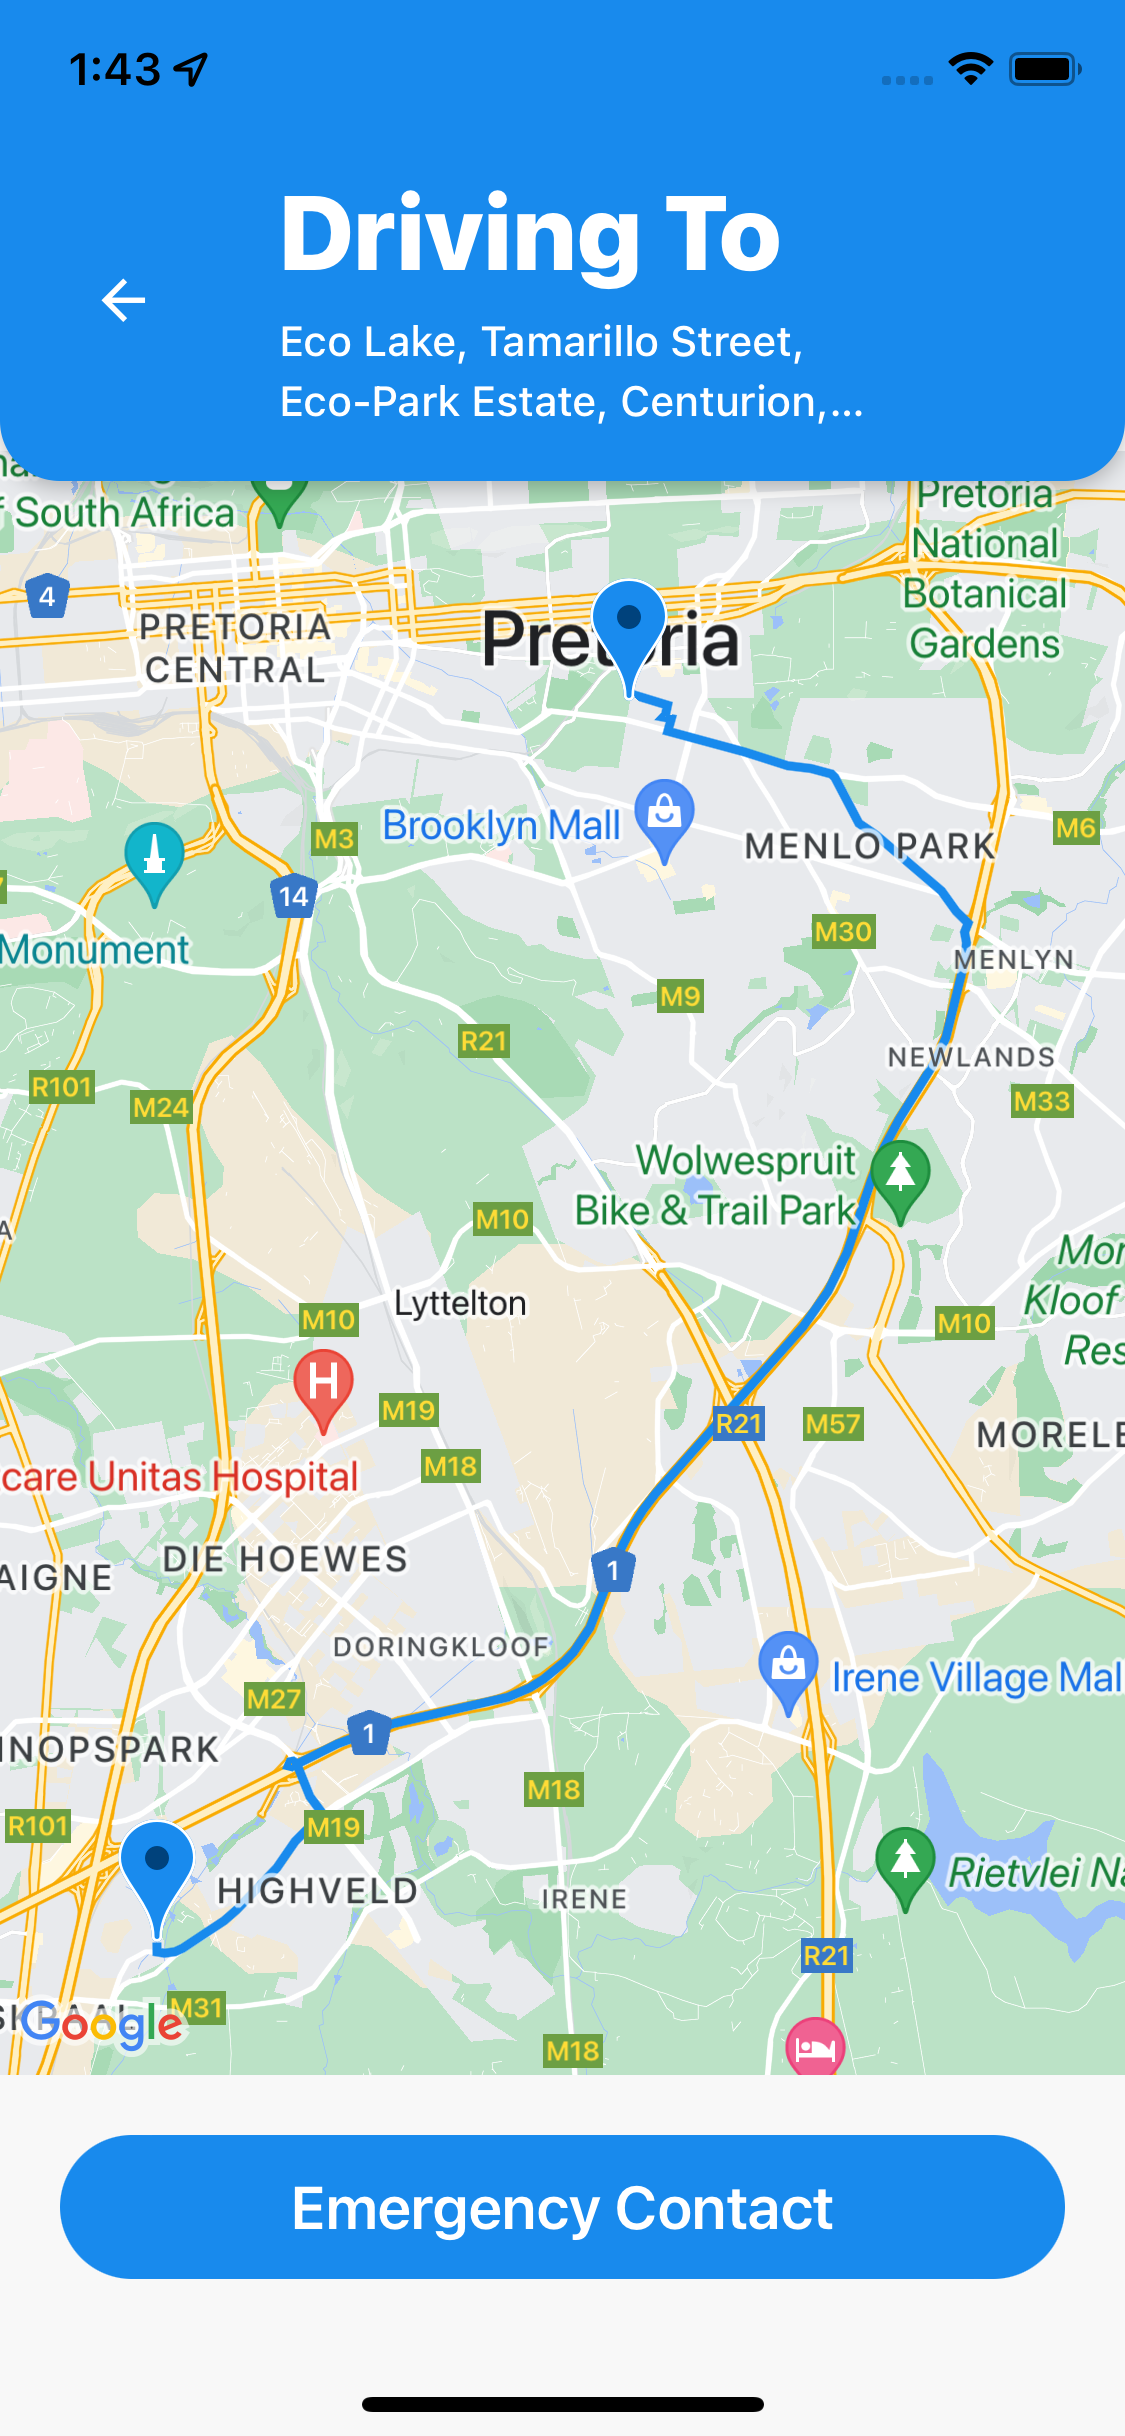 1:43
Driving To
Eco Lake, Tamarillo Street,
Eco-Park Estate, Centurion,...
South Africa
Pretoria
National
Botanical
Gardens
4
PRETORIA
CENTRAL
Pretoria
Brooklyn Mall
M3
MENLO PARK
M6
14
M30
Monument
MENLYN
M9
R21
NEWLANDS
R101
M24
M33
Wolwespruit
Bike & Trail Park
M10
Mor
Kloof
Res
Lyttelton
M10
M10
H
M19
R21
M57
MORELE
M18
care Unitas Hospital
DIE HOEWES
AIGNE
1
DORINGKLOOF
Irene Village Mal
M27
1
NOPSPARK
M18
R101
M19
HIGHVELD
IRENE
Rietvlei Na
R21
M31
Google
M18
Emergency Contact